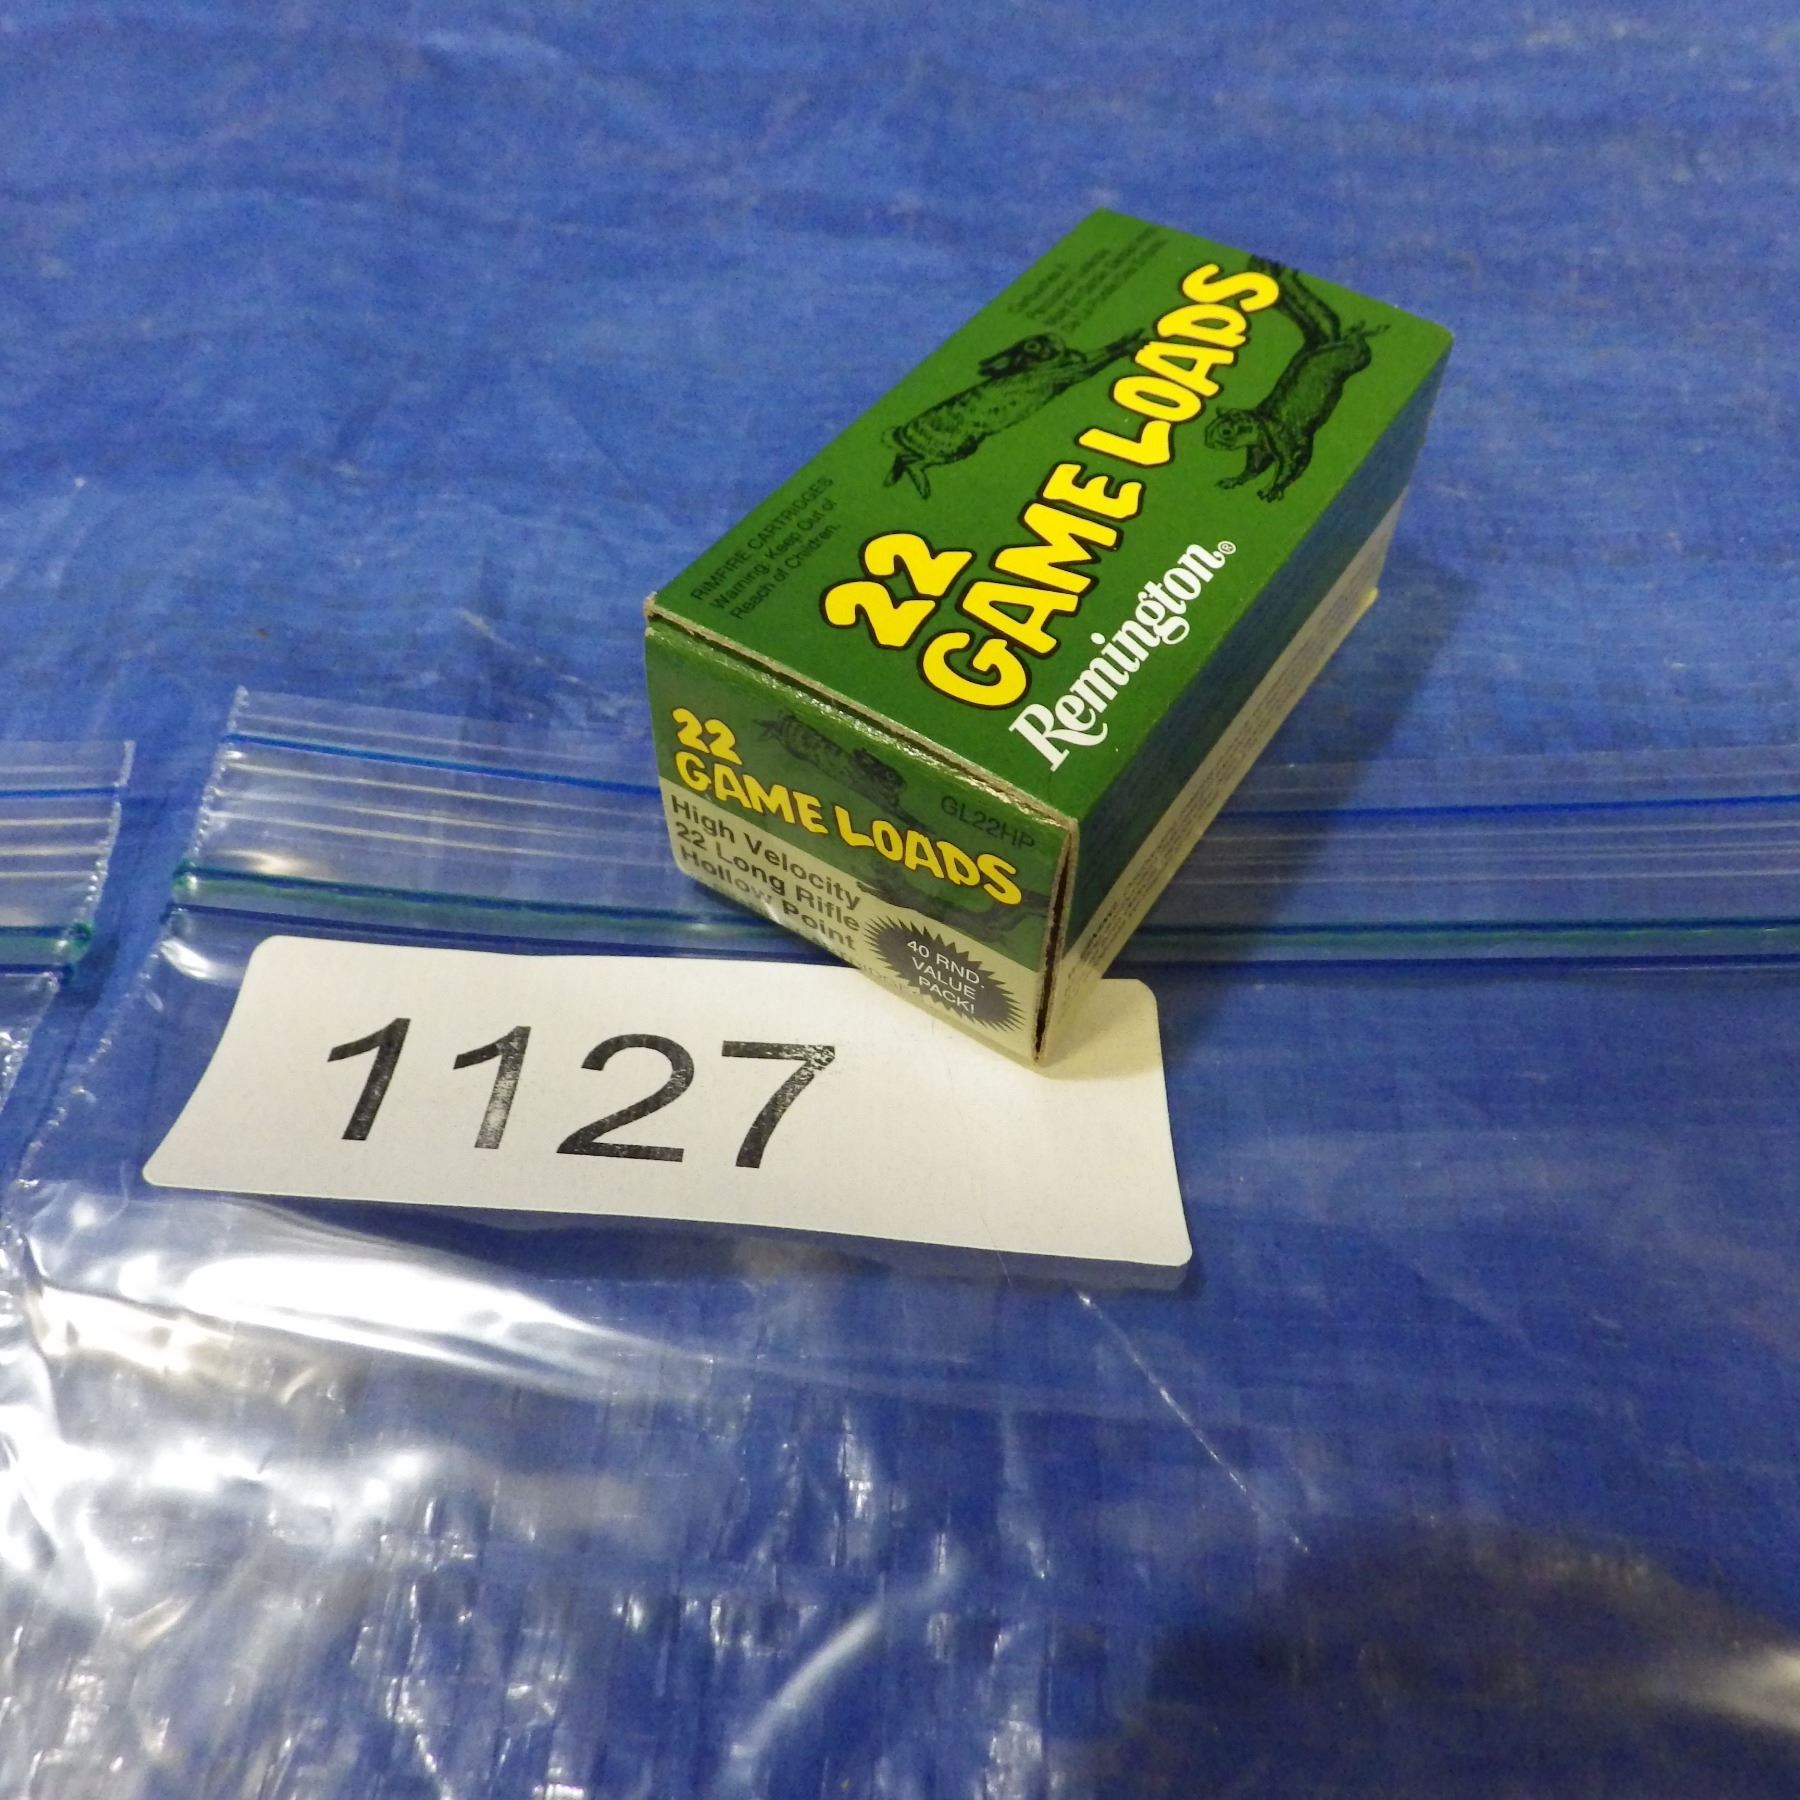 22
GAME LOADS
Remington®
RIMFIRE CARTRIDGES
Warning: Keep Out of
Reach of Children.
22
GAME LOADS
GL22HP
High Velocity
22 Long Rifle
Hollow Point
40 RND.
VALUE
PACK!
1127